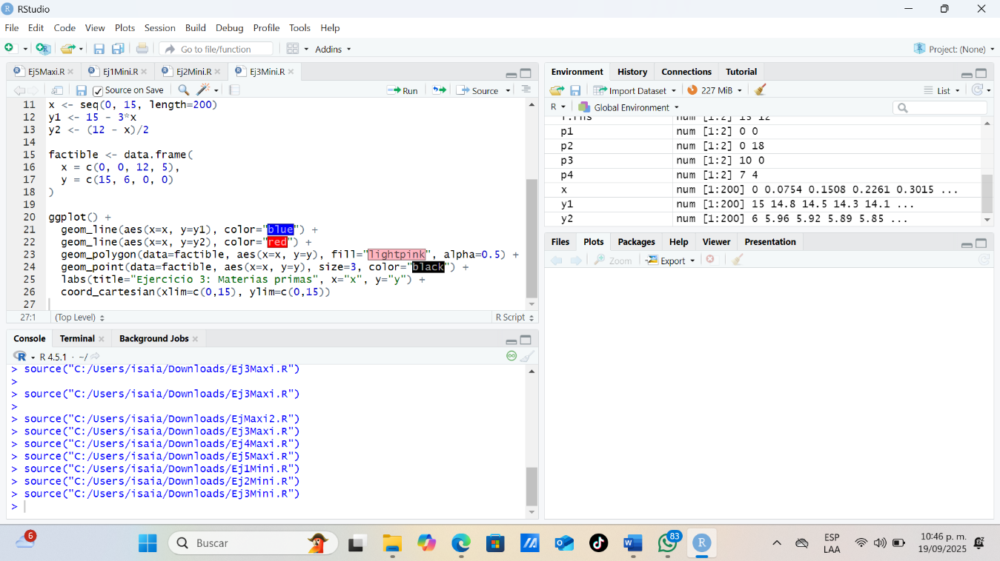 RStudio
File Edit Code View Plots Session Build Debug Profile Tools Help
Go to file/function Addins Project: (None)
Ej5Maxi.R Ej1Mini.R Ej2Mini.R Ej3Mini.R
Source on Save Run Source
11 x <- seq(0, 15, length=200)
12 y1 <- 15 - 3*x
13 y2 <- (12 - x)/2
14
15 factible <- data.frame(
16 x = c(0, 0, 12, 5),
17 y = c(15, 6, 0, 0)
18 )
19
20 ggplot() +
21 geom_line(aes(x=x, y=y1), color="blue") +
22 geom_line(aes(x=x, y=y2), color="red") +
23 geom_polygon(data=factible, aes(x=x, y=y), fill="lightpink", alpha=0.5) +
24 geom_point(data=factible, aes(x=x, y=y), size=3, color="black") +
25 labs(title="Ejercicio 3: Materias primas", x="x", y="y") +
26 coord_cartesian(xlim=c(0,15), ylim=c(0,15))
27
27:1 (Top Level) R Script
Console Terminal Background Jobs
R 4.5.1 · ~/
> source("C:/Users/isaia/Downloads/Ej3Maxi.R")
>
> source("C:/Users/isaia/Downloads/Ej3Maxi.R")
>
> source("C:/Users/isaia/Downloads/EjMaxi2.R")
> source("C:/Users/isaia/Downloads/Ej3Maxi.R")
> source("C:/Users/isaia/Downloads/Ej4Maxi.R")
> source("C:/Users/isaia/Downloads/Ej5Maxi.R")
> source("C:/Users/isaia/Downloads/Ej1Mini.R")
> source("C:/Users/isaia/Downloads/Ej2Mini.R")
> source("C:/Users/isaia/Downloads/Ej3Mini.R")
>
Environment History Connections Tutorial
Import Dataset 227 MiB List
R Global Environment
f.rhs num [1:2] 15 12
p1 num [1:2] 0 0
p2 num [1:2] 0 18
p3 num [1:2] 10 0
p4 num [1:2] 7 4
x num [1:200] 0 0.0754 0.1508 0.2261 0.3015 ...
y1 num [1:200] 15 14.8 14.5 14.3 14.1 ...
y2 num [1:200] 6 5.96 5.92 5.89 5.85 ...
Files Plots Packages Help Viewer Presentation
Zoom Export
6 Buscar 83 ESP LAA 10:46 p. m. 19/09/2025